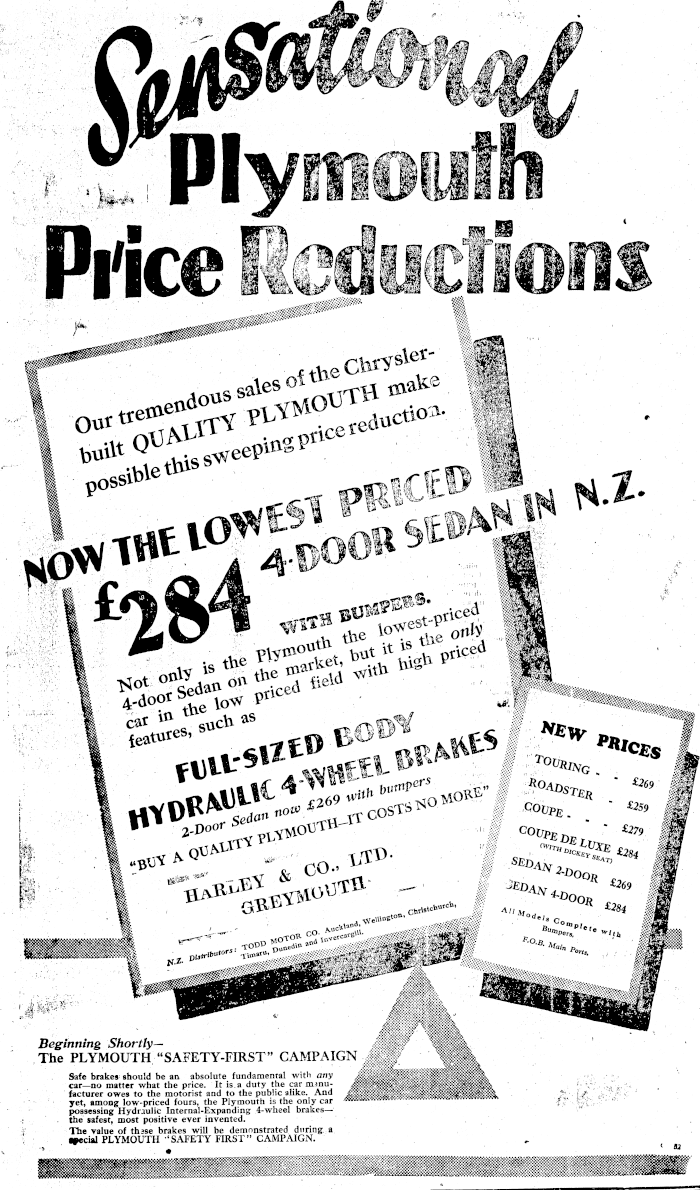 Sensational
Plymouth
Price Reductions
Our tremendous sales of the Chrysler-
built QUALITY PLYMOUTH make
possible this sweeping price reduction.
NOW THE LOWEST PRICED
£284 4-DOOR SEDAN IN N.Z.
WITH BUMPERS.
Not only is the Plymouth the lowest-priced
4-door Sedan on the market, but it is the only
car in the low priced field with high priced
features, such as
FULL-SIZED BODY
HYDRAULIC 4-WHEEL BRAKES
2-Door Sedan now £269 with bumpers
"BUY A QUALITY PLYMOUTH—IT COSTS NO MORE"
HARLEY & CO., LTD.
GREYMOUTH
N.Z. Distributors: TODD MOTOR CO. Auckland, Wellington, Christchurch,
Timaru, Dunedin and Invercargill.
NEW PRICES
TOURING - - £269
ROADSTER - £259
COUPE - - - £279
COUPE DE LUXE £284
(WITH DICKEY SEAT)
SEDAN 2-DOOR £269
SEDAN 4-DOOR £284
All Models Complete with
Bumpers.
F.O.B. Main Ports.
Beginning Shortly—
The PLYMOUTH "SAFETY-FIRST" CAMPAIGN
Safe brakes should be an absolute fundamental with any
car—no matter what the price. It is a duty the car manu-
facturer owes to the motorist and to the public alike. And
yet, among low-priced fours, the Plymouth is the only car
possessing Hydraulic Internal-Expanding 4-wheel brakes—
the safest, most positive ever invented.
The value of these brakes will be demonstrated during a
special PLYMOUTH "SAFETY FIRST" CAMPAIGN.
82